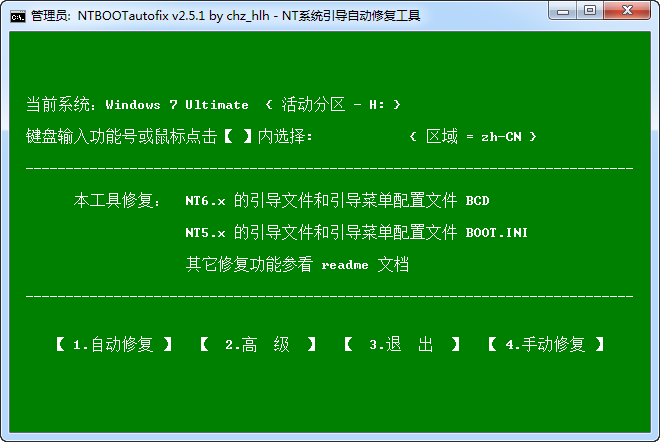 管理员: NTBOOTautofix v2.5.1 by chz_hlh - NT系统引导自动修复工具
当前系统: Windows 7 Ultimate ( 活动分区 - H: )
键盘输入功能号或鼠标点击【 】内选择: ( 区域 = zh-CN )
本工具修复: NT6.x 的引导文件和引导菜单配置文件 BCD
NT5.x 的引导文件和引导菜单配置文件 BOOT.INI
其它修复功能参看 readme 文档
【 1.自动修复 】 【 2.高 级 】 【 3.退 出 】 【 4.手动修复 】